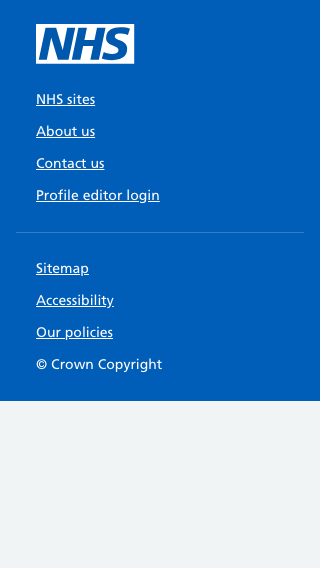 NHS
NHS sites
About us
Contact us
Profile editor login
Sitemap
Accessibility
Our policies
© Crown Copyright